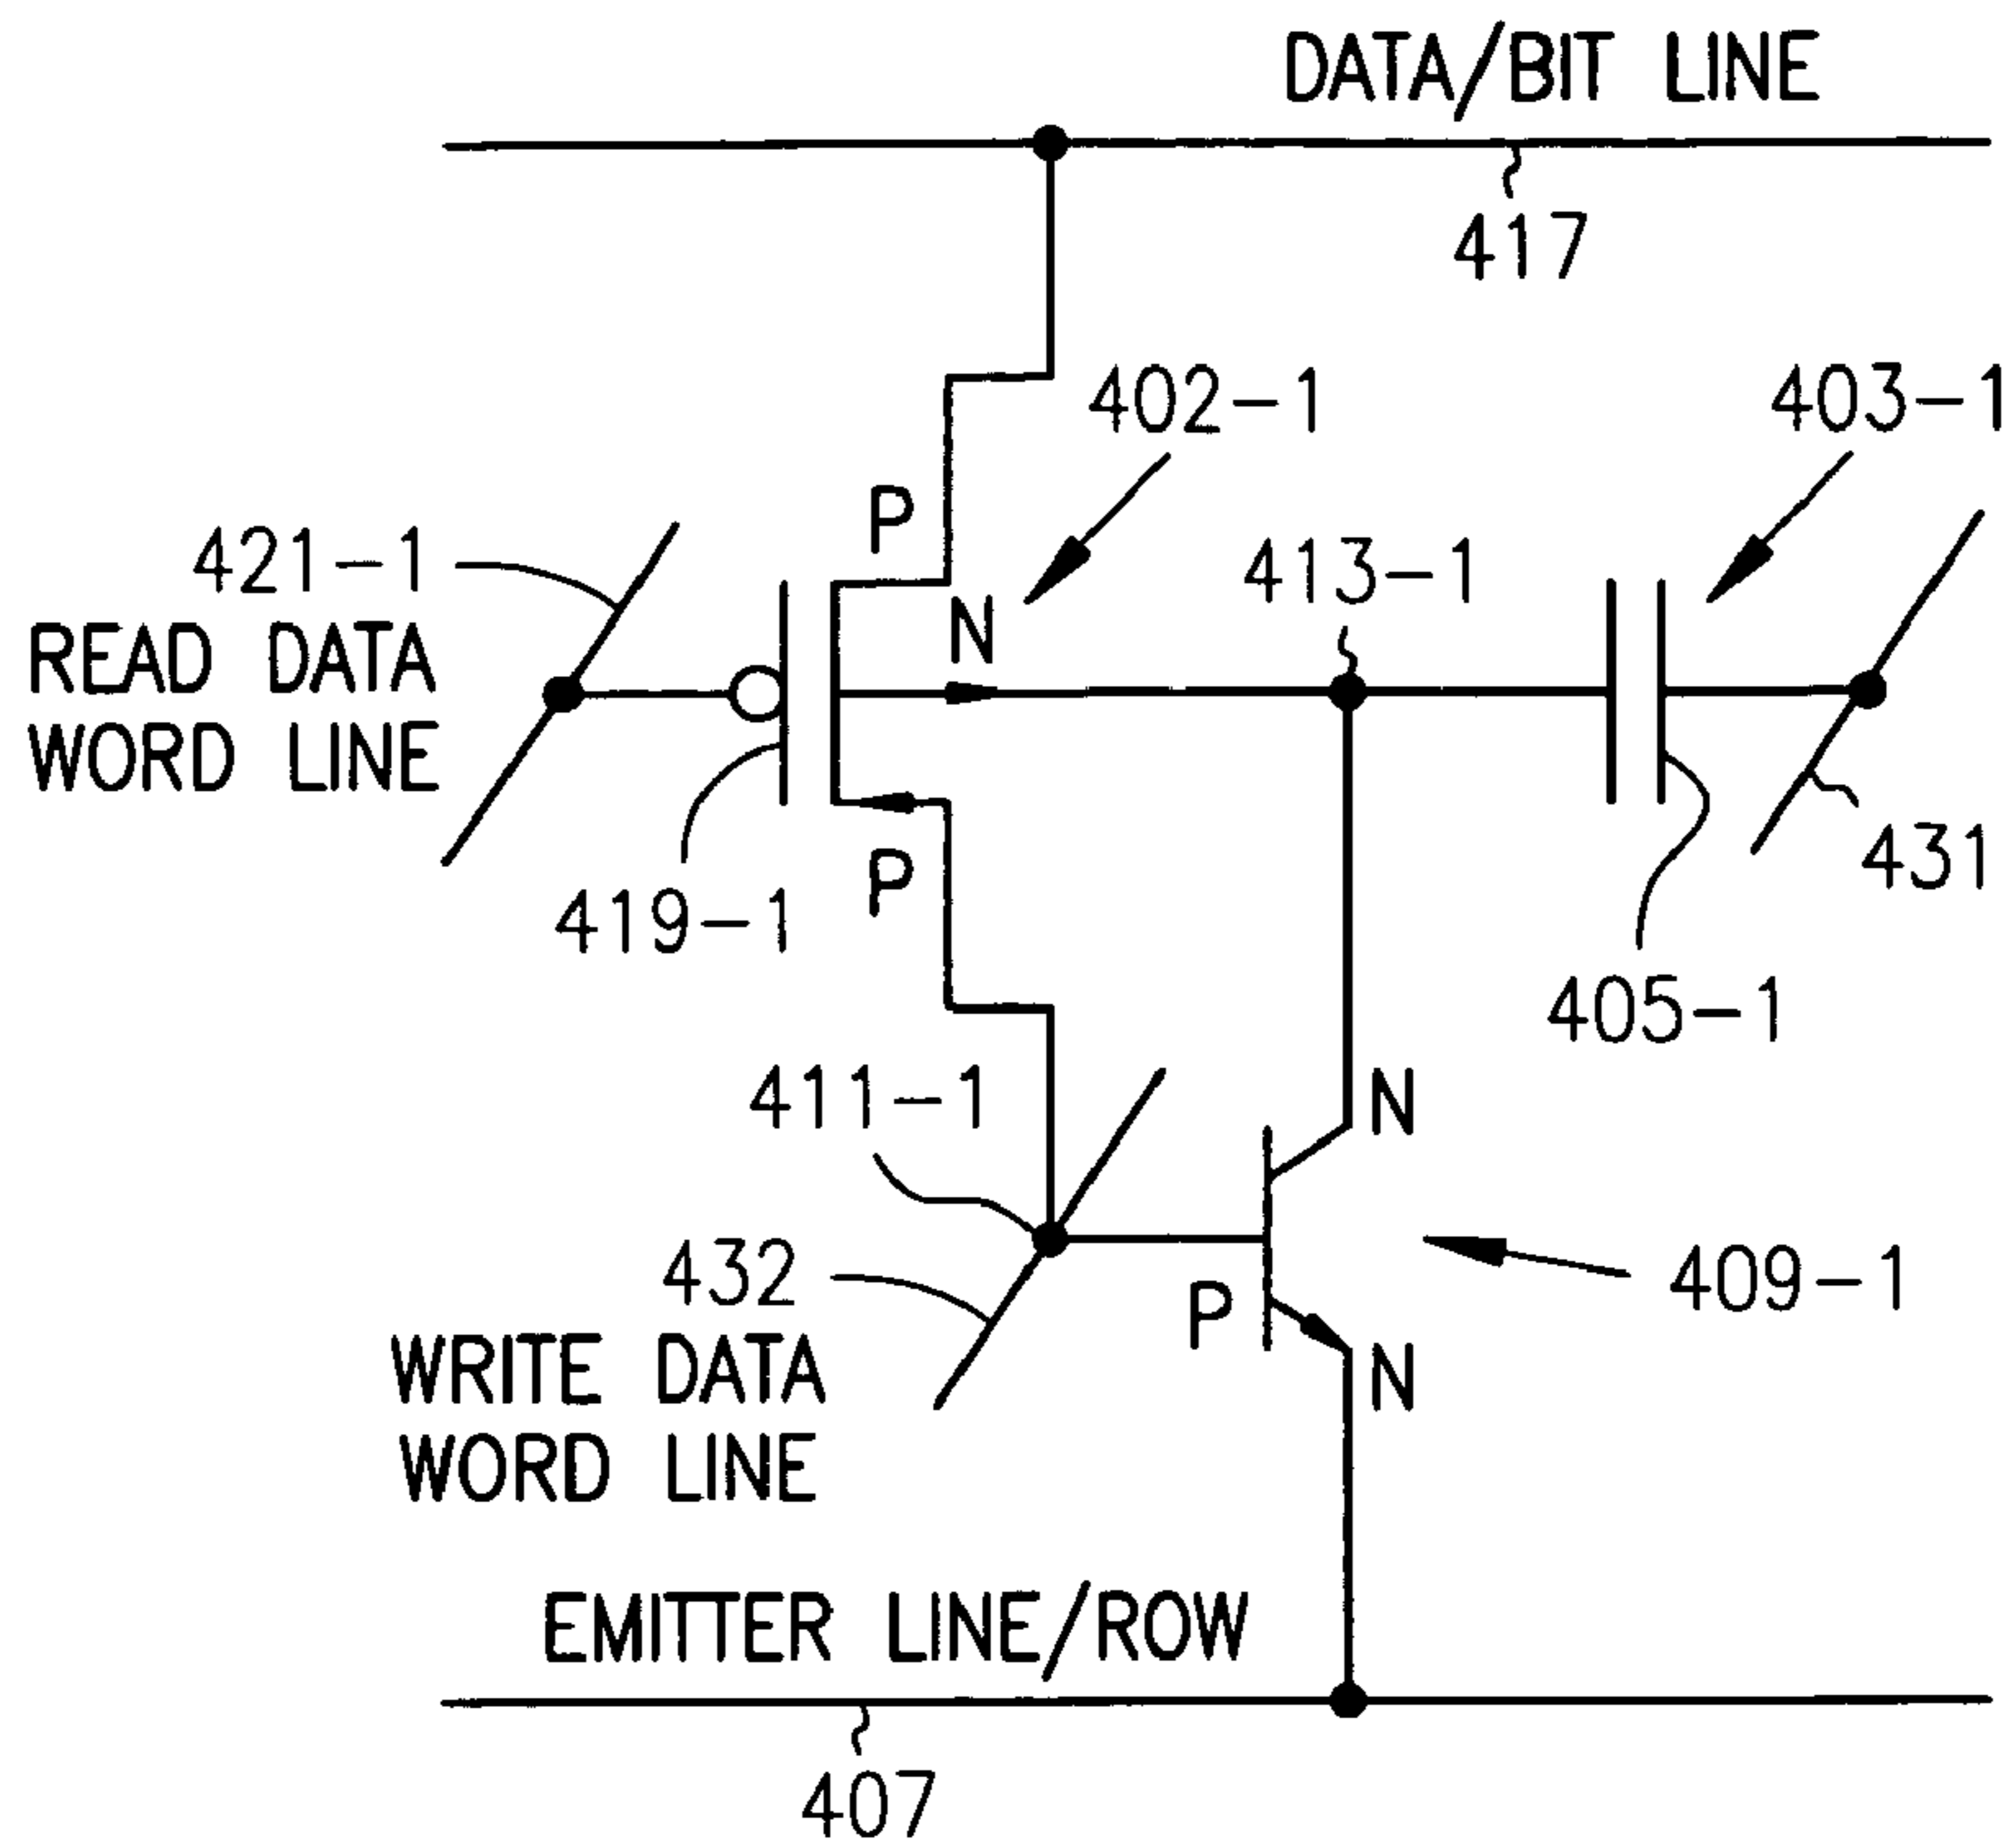 DATA/BIT LINE
417
402-1
403-1
P
421-1
413-1
N
READ DATA
WORD LINE
431
P
419-1
405-1
411-1
N
432
409-1
P
WRITE DATA
N
WORD LINE
EMITTER LINE/ROW
407